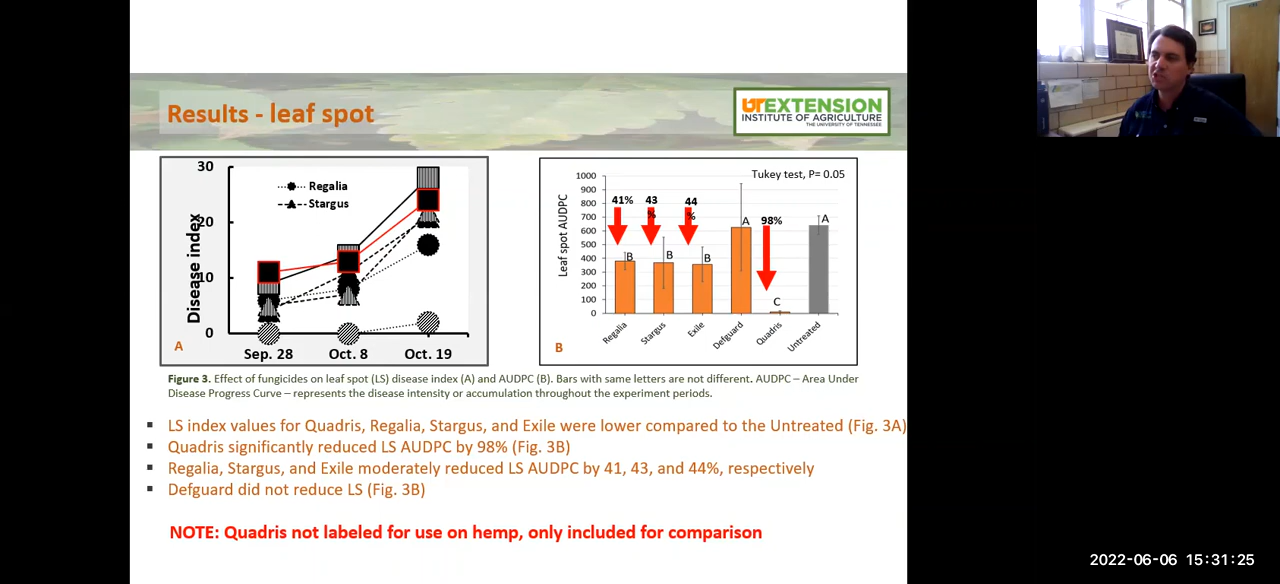 Results - leaf spot
UTEXTENSION
INSTITUTE OF AGRICULTURE
THE UNIVERSITY OF TENNESSEE
30
20
10
0
Disease index
Regalia
Stargus
Sep. 28
Oct. 8
Oct. 19
A
Tukey test, P= 0.05
Leaf spot AUDPC
1000
900
800
700
600
500
400
300
200
100
0
41%
43
%
44
%
98%
B
B
B
A
C
A
Regalia
Stargus
Exile
Defguard
Quadris
Untreated
B
Figure 3. Effect of fungicides on leaf spot (LS) disease index (A) and AUDPC (B). Bars with same letters are not different. AUDPC – Area Under
Disease Progress Curve – represents the disease intensity or accumulation throughout the experiment periods.
▪ LS index values for Quadris, Regalia, Stargus, and Exile were lower compared to the Untreated (Fig. 3A)
▪ Quadris significantly reduced LS AUDPC by 98% (Fig. 3B)
▪ Regalia, Stargus, and Exile moderately reduced LS AUDPC by 41, 43, and 44%, respectively
▪ Defguard did not reduce LS (Fig. 3B)
NOTE: Quadris not labeled for use on hemp, only included for comparison
2022-06-06 15:31:25